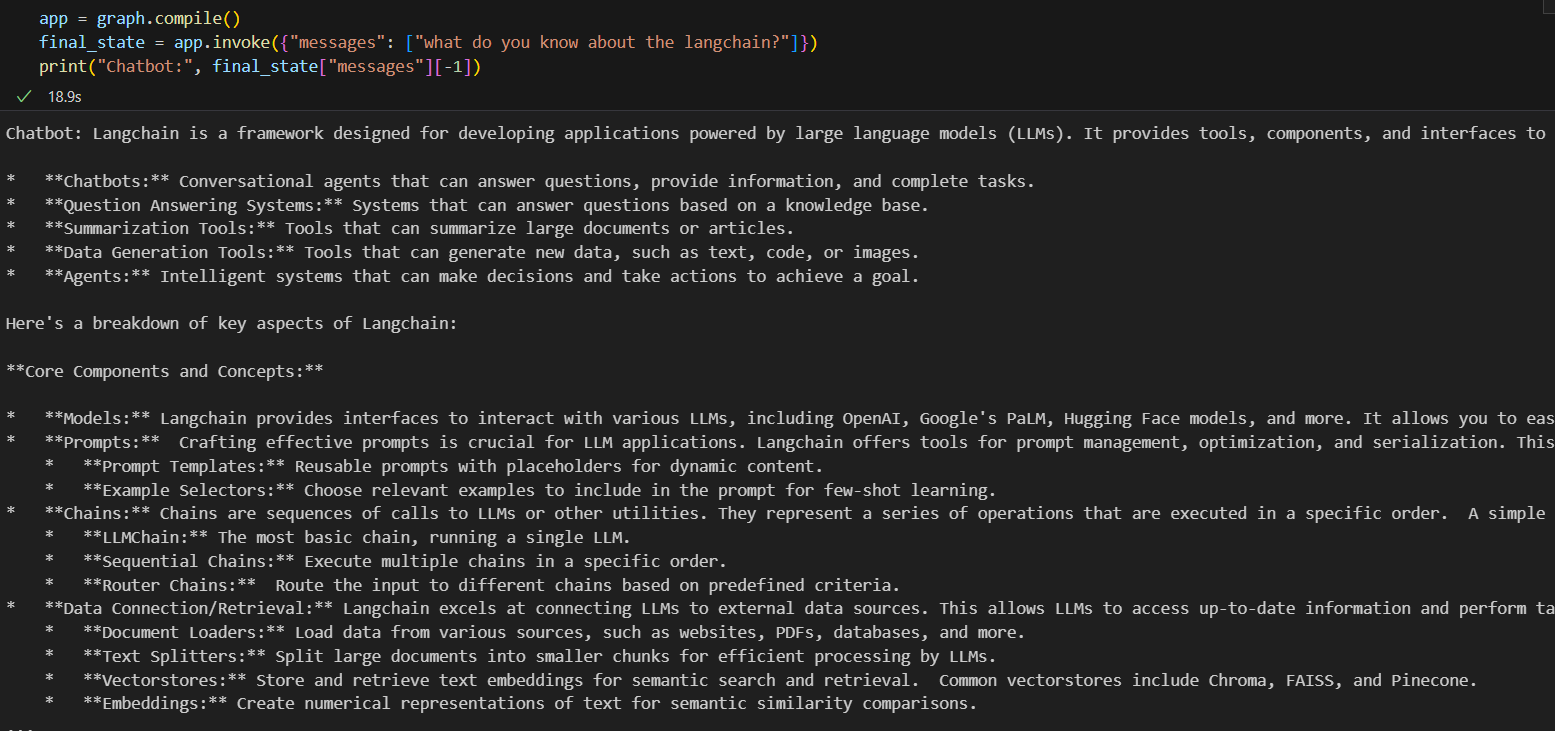 app = graph.compile()
final_state = app.invoke({"messages": ["what do you know about the langchain?"]})
print("Chatbot:", final_state["messages"][-1])
18.9s
Chatbot: Langchain is a framework designed for developing applications powered by large language models (LLMs). It provides tools, components, and interfaces to
*   **Chatbots:** Conversational agents that can answer questions, provide information, and complete tasks.
*   **Question Answering Systems:** Systems that can answer questions based on a knowledge base.
*   **Summarization Tools:** Tools that can summarize large documents or articles.
*   **Data Generation Tools:** Tools that can generate new data, such as text, code, or images.
*   **Agents:** Intelligent systems that can make decisions and take actions to achieve a goal.
Here's a breakdown of key aspects of Langchain:
**Core Components and Concepts:**
*   **Models:** Langchain provides interfaces to interact with various LLMs, including OpenAI, Google's PaLM, Hugging Face models, and more. It allows you to eas
*   **Prompts:**  Crafting effective prompts is crucial for LLM applications. Langchain offers tools for prompt management, optimization, and serialization. This
    *   **Prompt Templates:** Reusable prompts with placeholders for dynamic content.
    *   **Example Selectors:** Choose relevant examples to include in the prompt for few-shot learning.
*   **Chains:** Chains are sequences of calls to LLMs or other utilities. They represent a series of operations that are executed in a specific order.  A simple
    *   **LLMChain:** The most basic chain, running a single LLM.
    *   **Sequential Chains:** Execute multiple chains in a specific order.
    *   **Router Chains:**  Route the input to different chains based on predefined criteria.
*   **Data Connection/Retrieval:** Langchain excels at connecting LLMs to external data sources. This allows LLMs to access up-to-date information and perform ta
    *   **Document Loaders:** Load data from various sources, such as websites, PDFs, databases, and more.
    *   **Text Splitters:** Split large documents into smaller chunks for efficient processing by LLMs.
    *   **Vectorstores:** Store and retrieve text embeddings for semantic search and retrieval.  Common vectorstores include Chroma, FAISS, and Pinecone.
    *   **Embeddings:** Create numerical representations of text for semantic similarity comparisons.
...